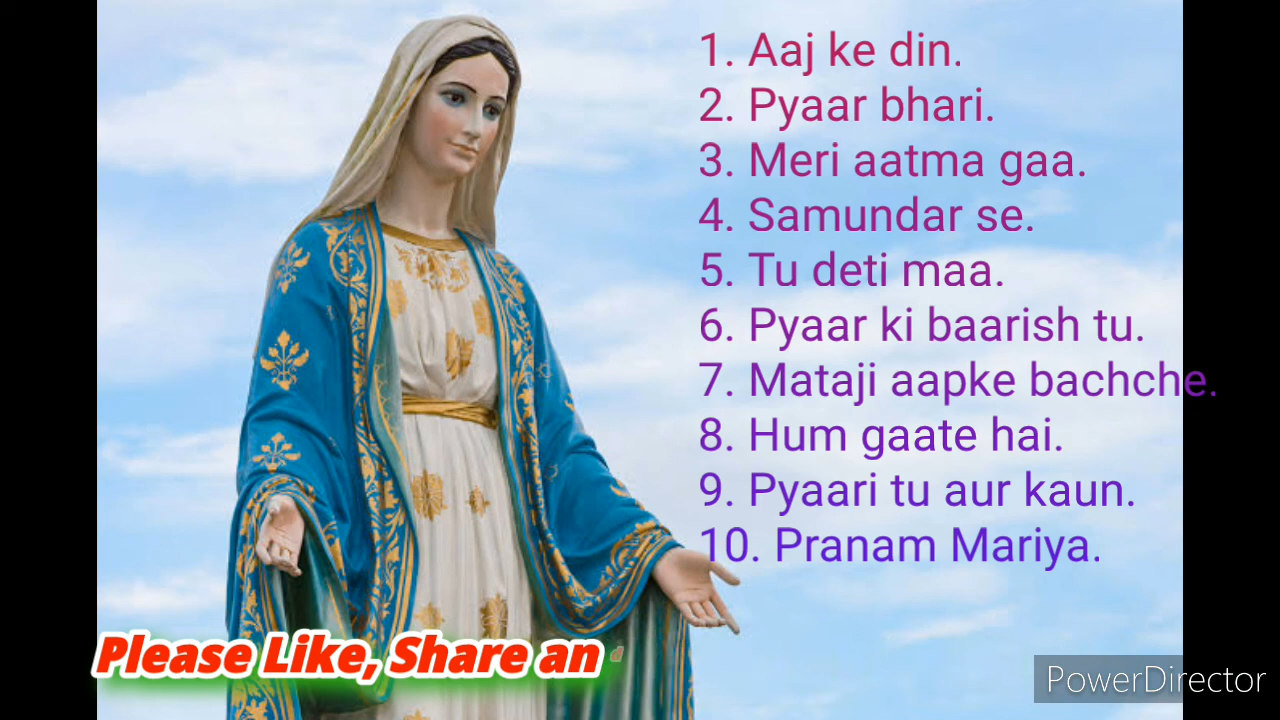 1. Aaj ke din.
2. Pyaar bhari.
3. Meri aatma gaa.
4. Samundar se.
5. Tu deti maa.
6. Pyaar ki baarish tu.
7. Mataji aapke bachche.
8. Hum gaate hai.
9. Pyaari tu aur kaun.
10. Pranam Mariya.
Please Like, Share an
PowerDirector